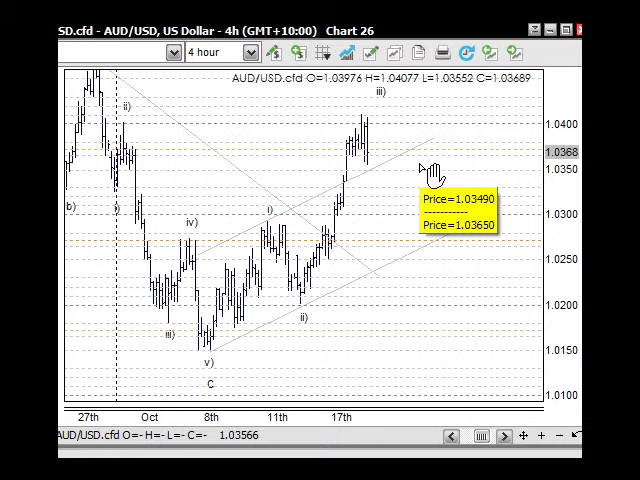 SD.cfd - AUD/USD, US Dollar - 4h (GMT+10:00) Chart 26
4 hour
AUD/USD.cfd O=1.03976 H=1.04077 L=1.03552 C=1.03689
iii)
ii)
1.0400
1.0368
1.0350
Price=1.03490
-----------
Price=1.03650
b)
i)
i)
1.0300
iv)
1.0250
1.0200
ii)
iii)
1.0150
v)
C
1.0100
27th Oct 8th 11th 17th
AUD/USD.cfd O=- H=- L=- C=- 1.03566